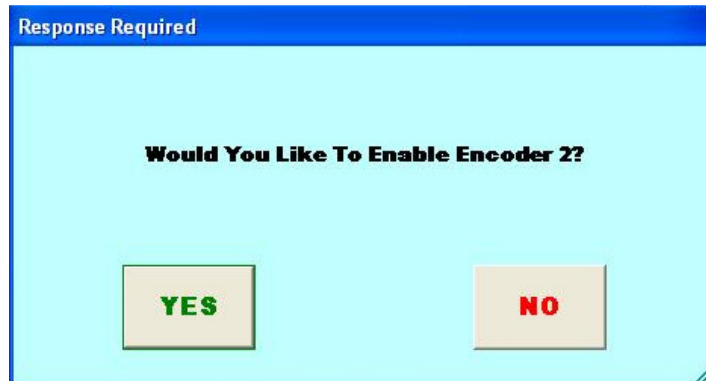 Response Required
Would You Like To Enable Encoder 2?
YES
NO